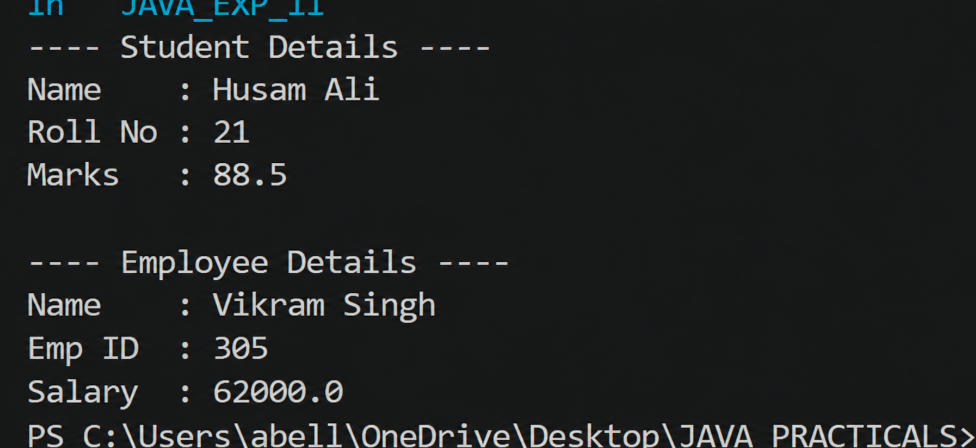 ---- Student Details ----
Name    : Husam Ali
Roll No : 21
Marks   : 88.5
---- Employee Details ----
Name    : Vikram Singh
Emp ID  : 305
Salary  : 62000.0
PS C:\Users\abell\OneDrive\Desktop\JAVA PRACTICALS>